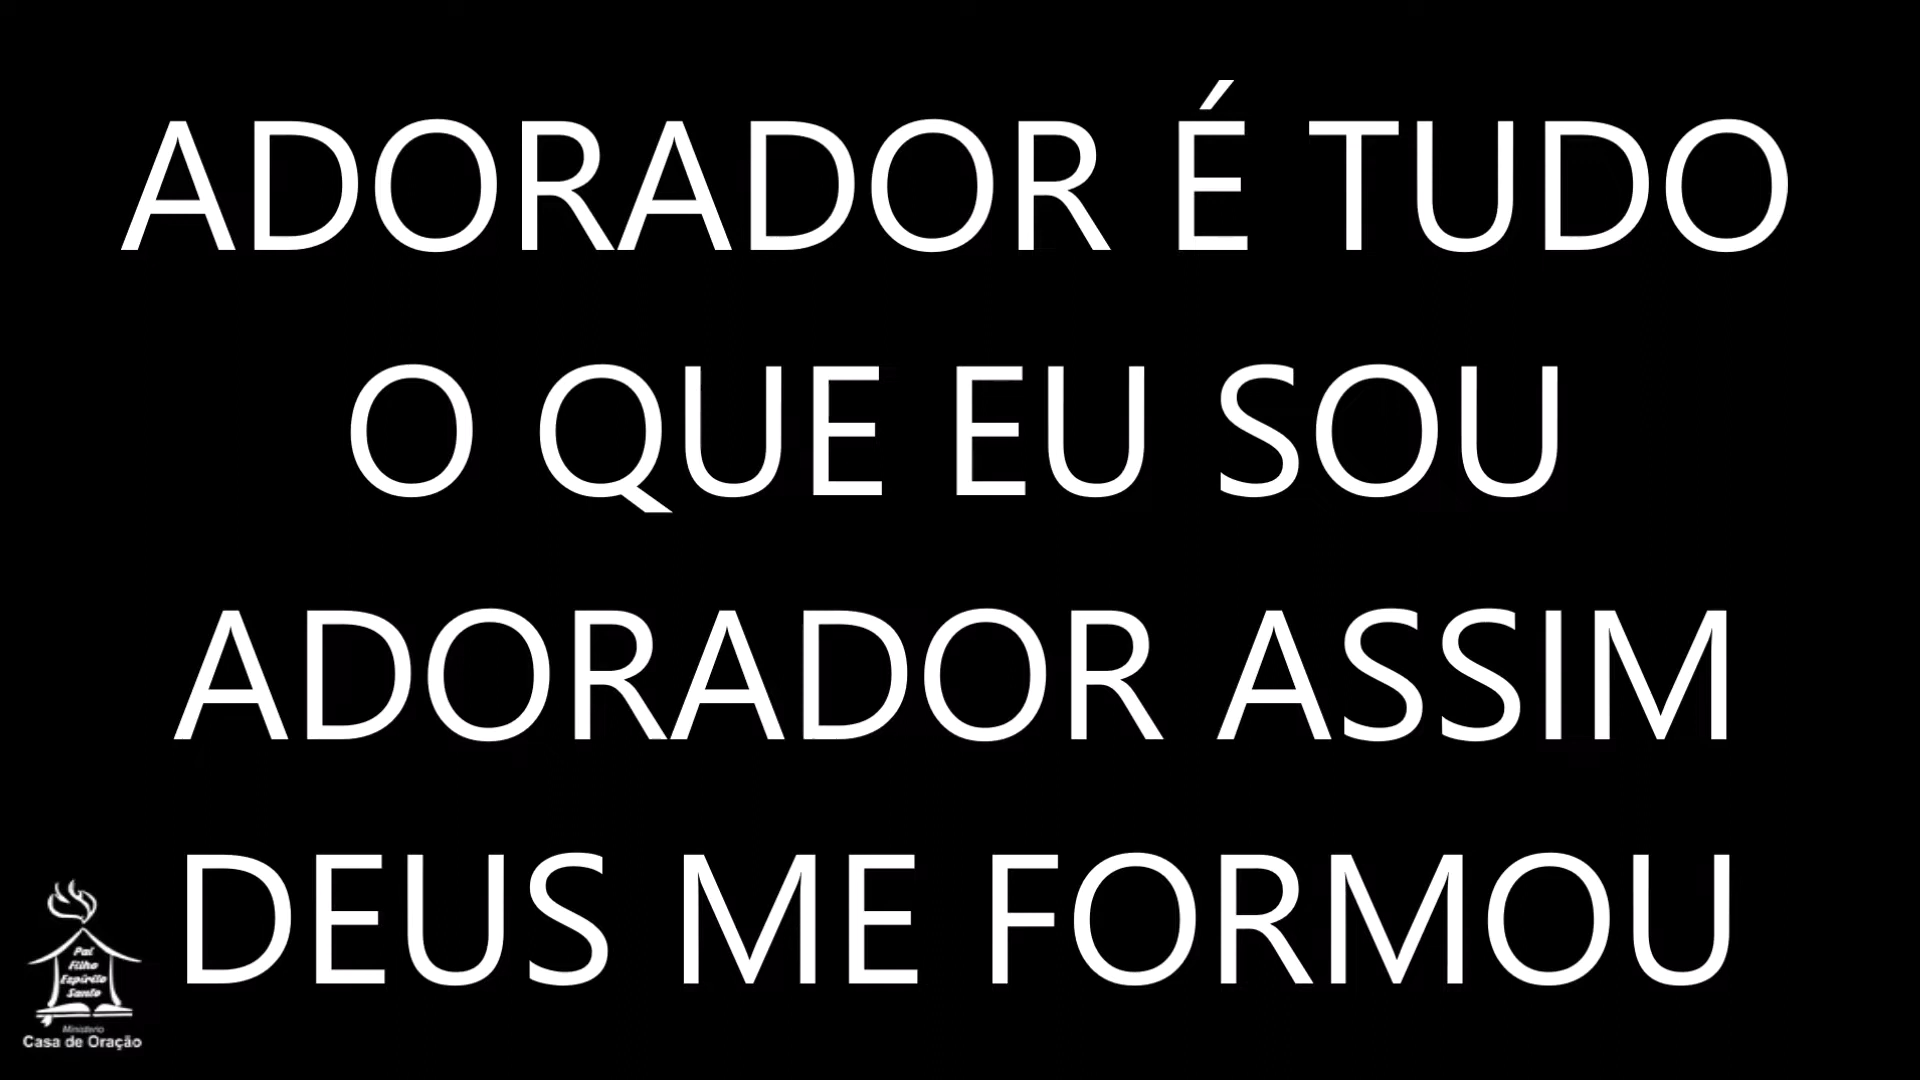 ADORADOR É TUDO
O QUE EU SOU
ADORADOR ASSIM
DEUS ME FORMOU
Pai
Filho
Espírito
Santo
Ministério
Casa de Oração